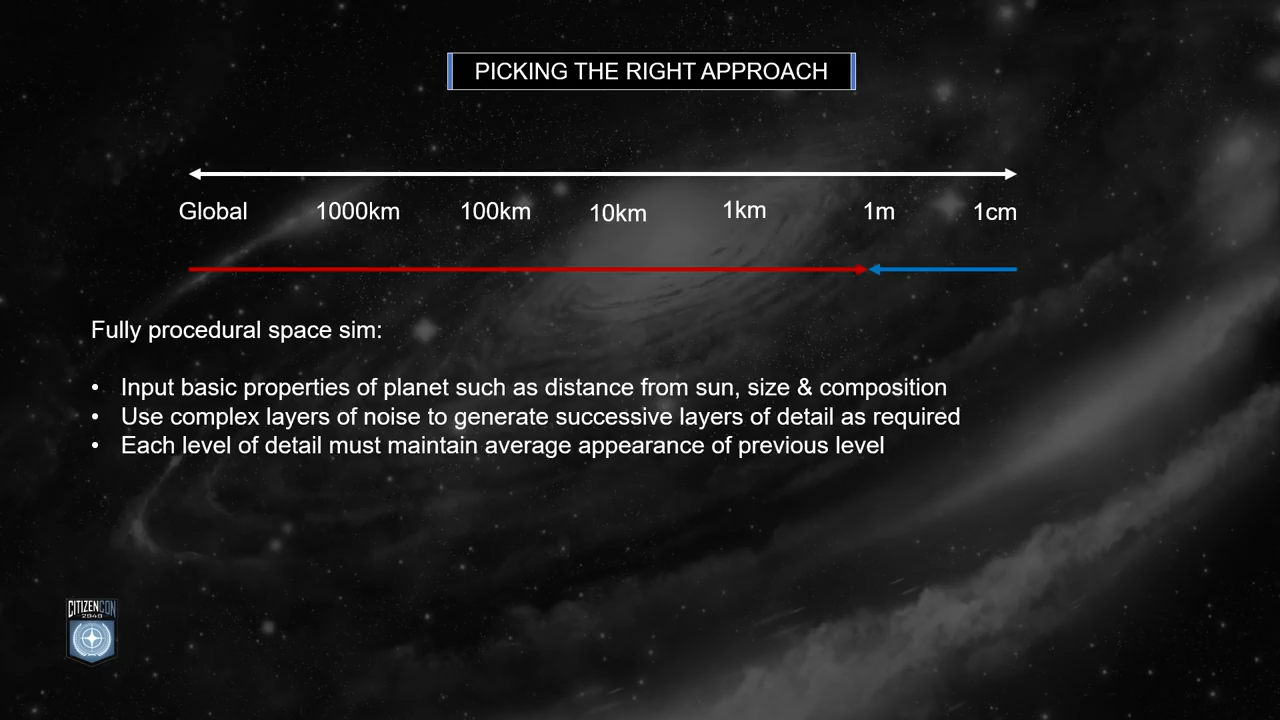 PICKING THE RIGHT APPROACH
Global 1000km 100km 10km 1km 1m 1cm
Fully procedural space sim:
• Input basic properties of planet such as distance from sun, size & composition
• Use complex layers of noise to generate successive layers of detail as required
• Each level of detail must maintain average appearance of previous level
CITIZENCON
2949